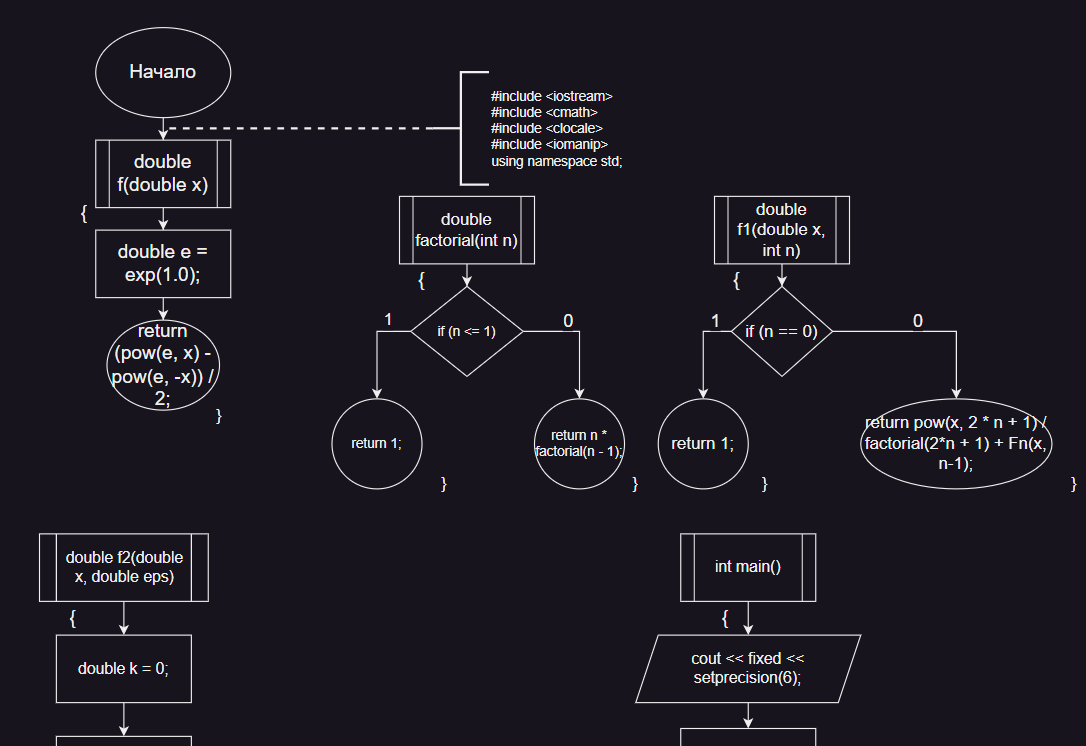 Начало
#include <iostream>
#include <cmath>
#include <clocale>
#include <iomanip>
using namespace std;
double
f(double x)
{
double e =
exp(1.0);
return
(pow(e, x) -
pow(e, -x)) /
2;
}
double
factorial(int n)
{
if (n <= 1)
1
0
return 1;
}
return n *
factorial(n - 1);
}
double
f1(double x,
int n)
{
if (n == 0)
1
0
return 1;
}
return pow(x, 2 * n + 1) /
factorial(2*n + 1) + Fn(x,
n-1);
}
double f2(double
x, double eps)
{
double k = 0;
int main()
{
cout << fixed <<
setprecision(6);